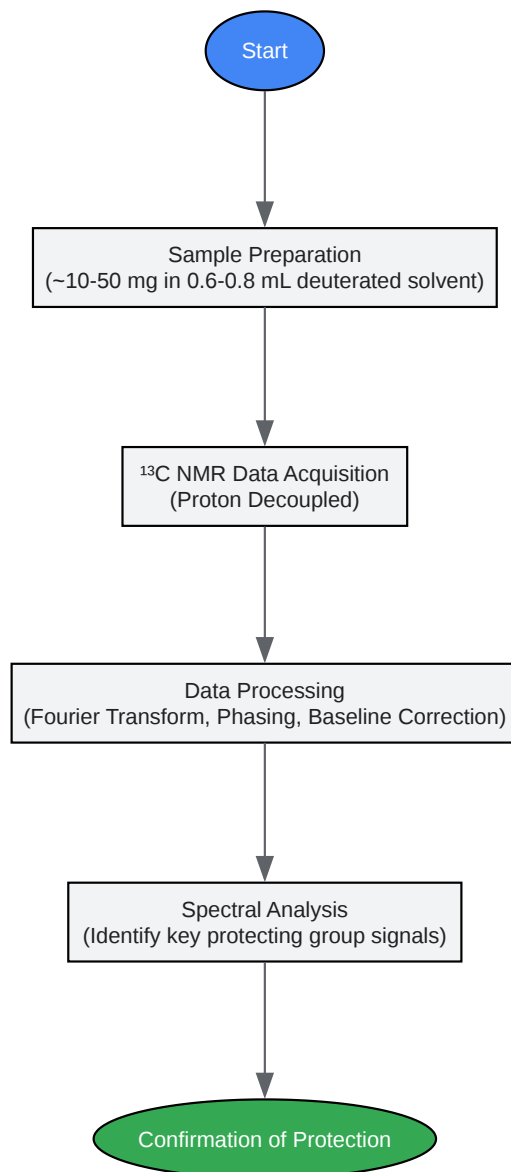 Start
Sample Preparation
(~10-50 mg in 0.6-0.8 mL deuterated solvent)
¹³C NMR Data Acquisition
(Proton Decoupled)
Data Processing
(Fourier Transform, Phasing, Baseline Correction)
Spectral Analysis
(Identify key protecting group signals)
Confirmation of Protection